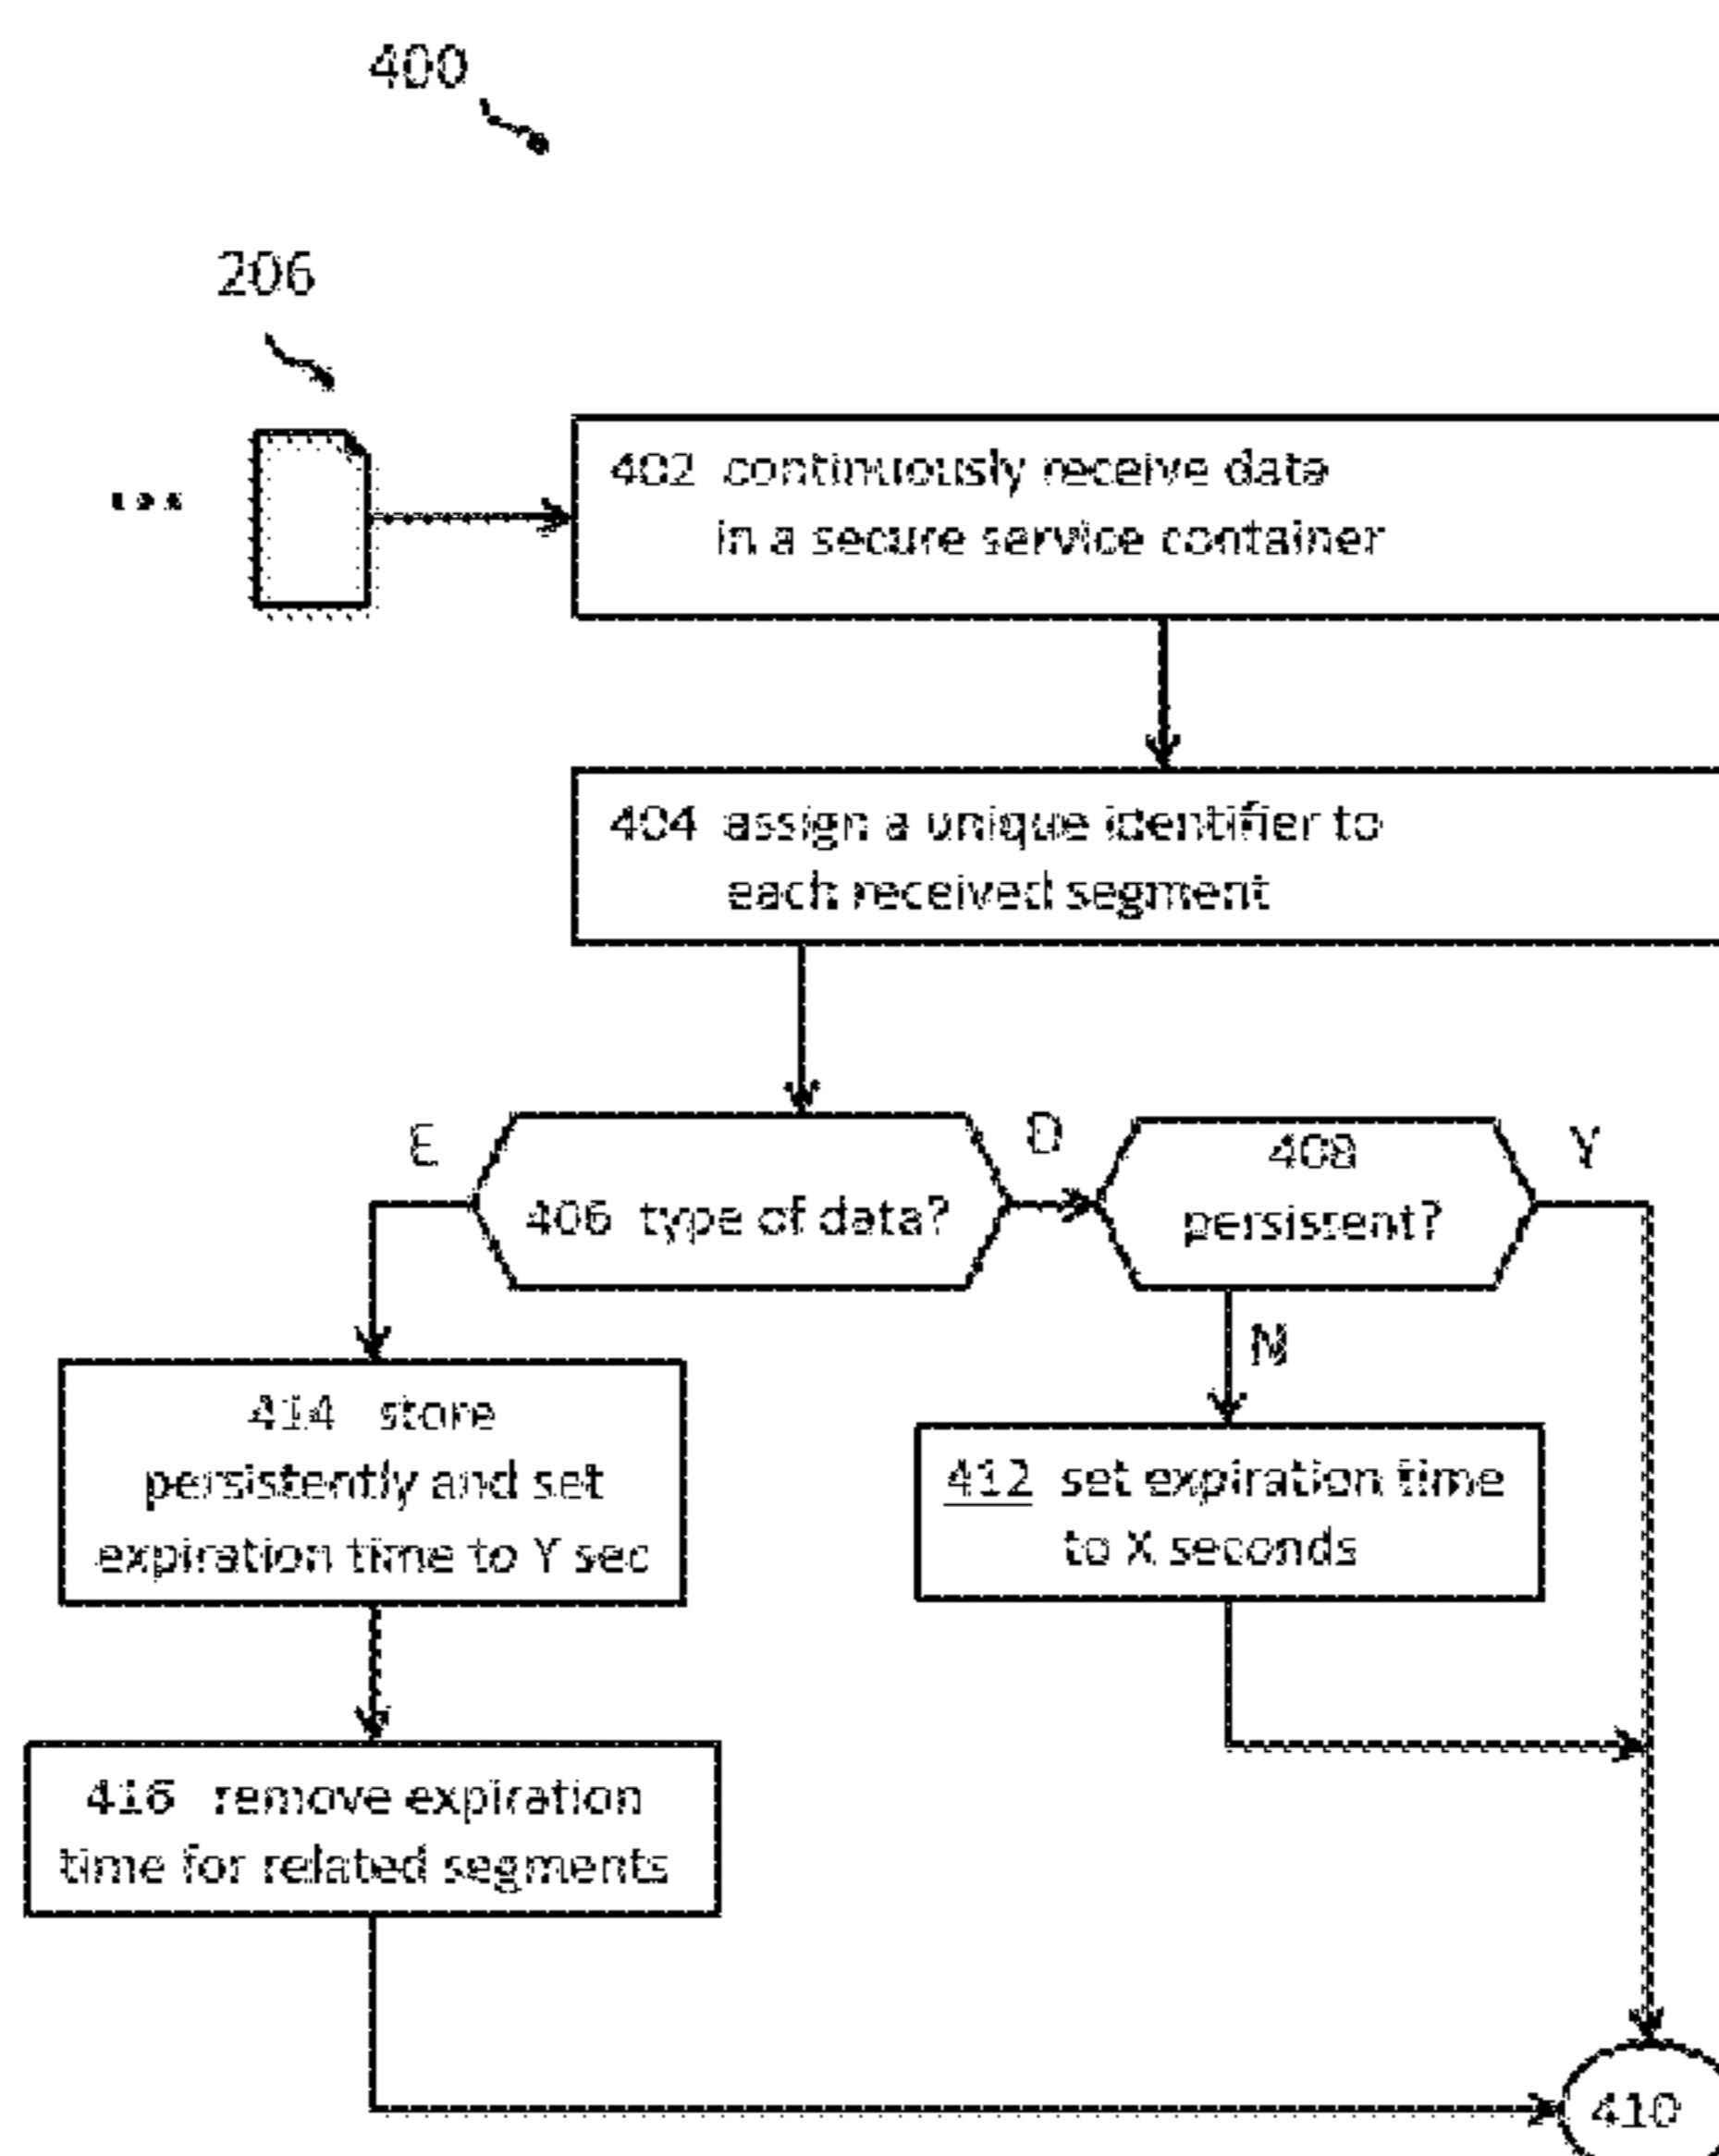 400
206
...
402 continuously receive data
in a secure service container
404 assign a unique identifier to
each received segment
E
D
Y
406 type of data?
408
persistent?
N
414 store
persistently and set
expiration time to Y sec
412 set expiration time
to X seconds
416 remove expiration
time for related segments
410